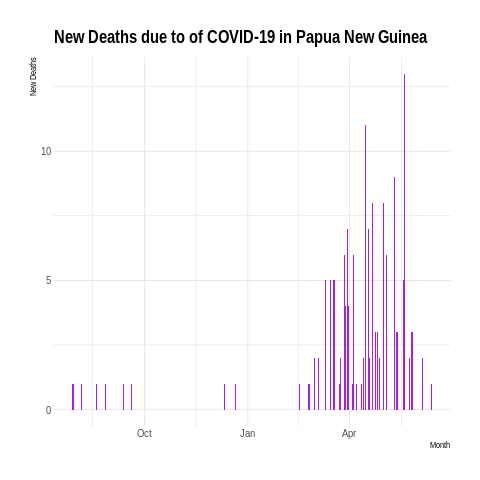 New Deaths due to of COVID-19 in Papua New Guinea
New Deaths
10
5
0
Oct
Jan
Apr
Month